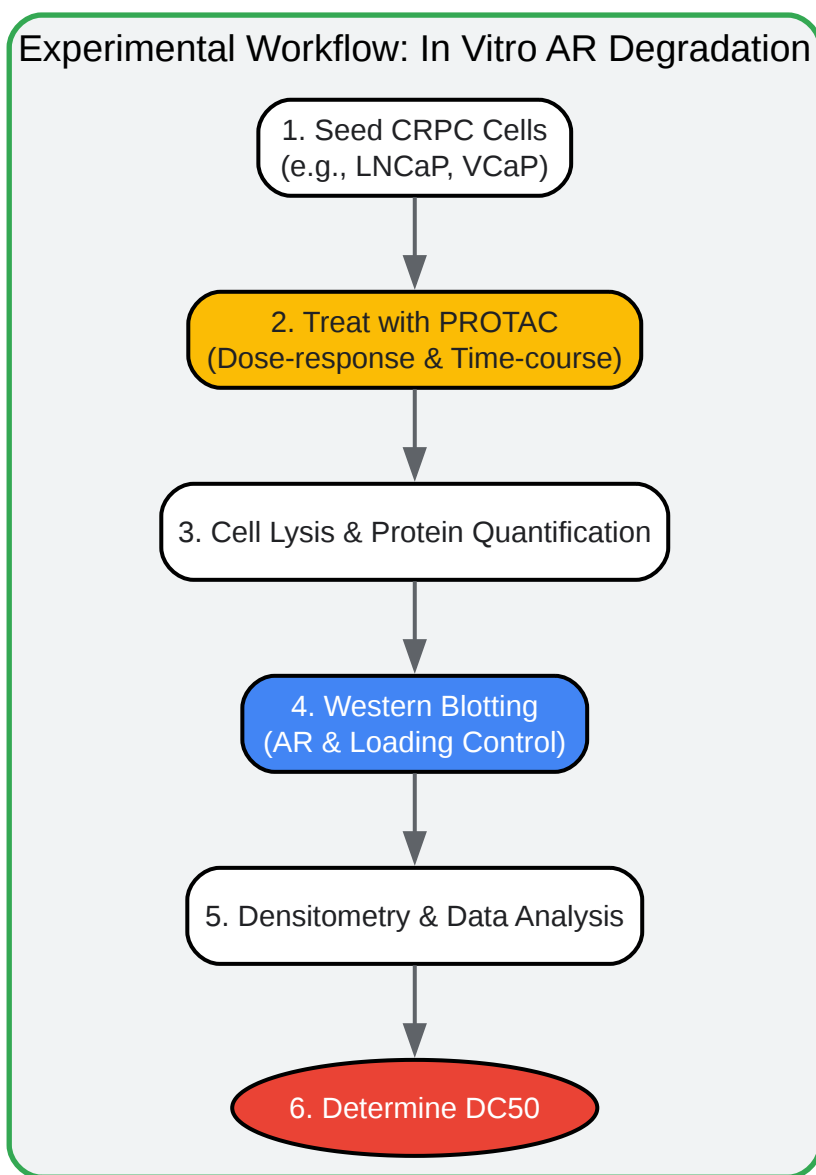 Experimental Workflow: In Vitro AR Degradation
1. Seed CRPC Cells
(e.g., LNCaP, VCaP)
2. Treat with PROTAC
(Dose-response & Time-course)
3. Cell Lysis & Protein Quantification
4. Western Blotting
(AR & Loading Control)
5. Densitometry & Data Analysis
6. Determine DC50